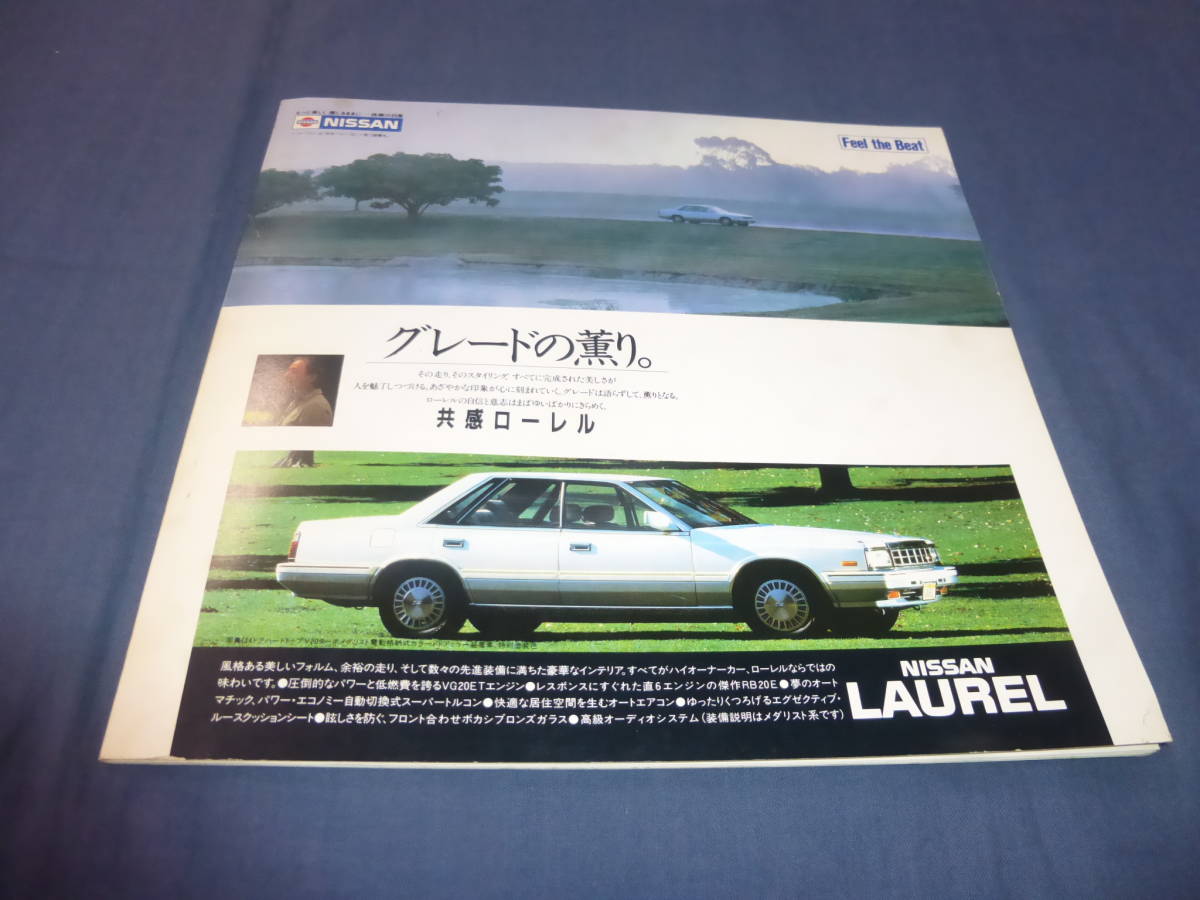 NISSAN
Feel the Beat
グレードの薫り。
その走り、そのスタイリング、すべてに完成された美しさが
人を魅了しつづける。あざやかな印象が心に刻まれていく。グレードは語らずして、薫りとなる。
ローレルの自信と意志はまばゆいばかりにきらめく。
共感ローレル
風格ある美しいフォルム、余裕の走り、そして数々の先進装備に満ちた豪華なインテリア。すべてがハイオーナーカー、ローレルならではの
味わいです。●圧倒的なパワーと低燃費を誇るVG20ETエンジン●レスポンスにすぐれた直6エンジンの傑作RB20E●夢のオート
マチック、パワー・エコノミー自動切換式スーパートルコン●快適な居住空間を生むオートエアコン●ゆったりくつろげるエグゼクティブ・
ルースクッションシート●眩しさを防ぐ、フロント合わせボカシブロンズガラス●高級オーディオシステム(装備説明はメダリスト系です)
NISSAN
LAUREL